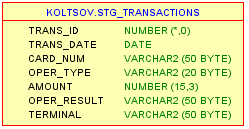 KOLTSOV.STG_TRANSACTIONS
TRANS_ID NUMBER (*,0)
TRANS_DATE DATE
CARD_NUM VARCHAR2 (50 BYTE)
OPER_TYPE VARCHAR2 (20 BYTE)
AMOUNT NUMBER (15,3)
OPER_RESULT VARCHAR2 (50 BYTE)
TERMINAL VARCHAR2 (50 BYTE)